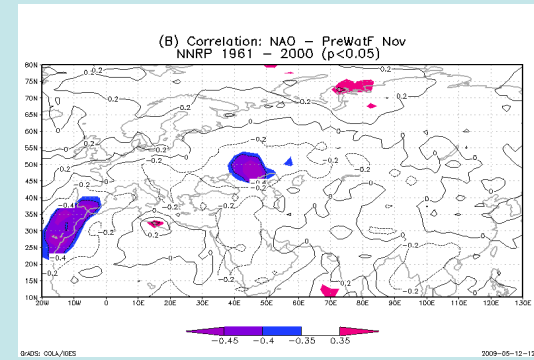 (B) Correlation: NAO – PreWatF Nov
NNRP 1961 – 2000 (p<0.05)
80N
75N
70N
65N
60N
55N
50N
45N
40N
35N
30N
25N
20N
15N
10N
20W 10W 0 10E 20E 30E 40E 50E 60E 70E 80E 90E 100E 110E 120E 130E
-0.45 -0.4 -0.35 0.35
GrADS: COLA/IGES 2009-05-12-12